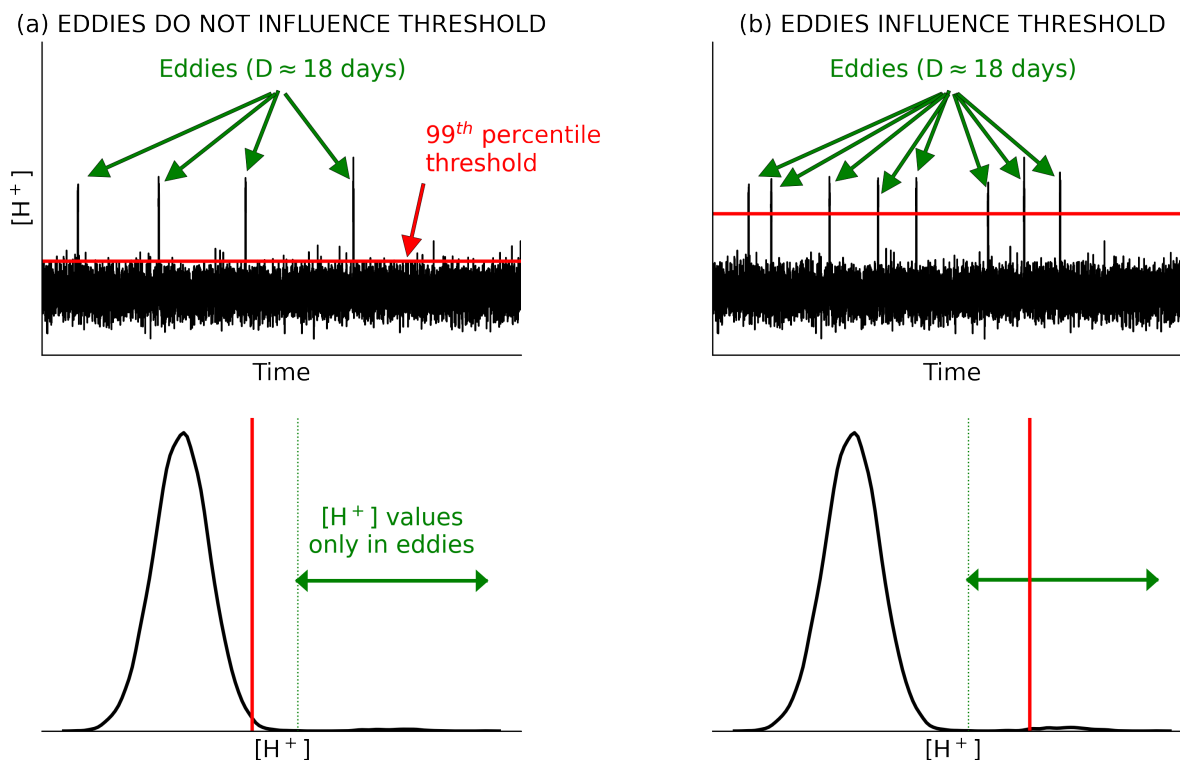 (a) EDDIES DO NOT INFLUENCE THRESHOLD
Eddies (D ≈ 18 days)
99th percentile
threshold
[H+]
Time
(b) EDDIES INFLUENCE THRESHOLD
Eddies (D ≈ 18 days)
Time
[H+] values
only in eddies
[H+]
[H+]